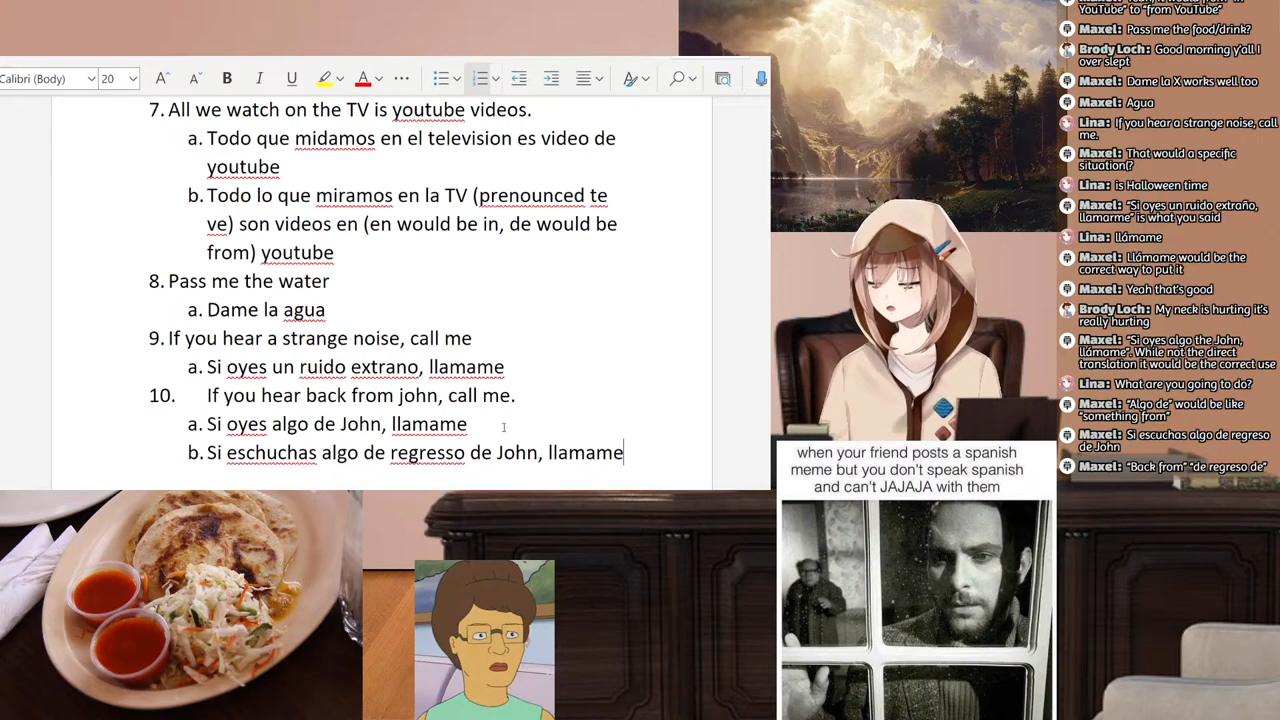 Calibri (Body)
20
B
I
U
A
7. All we watch on the TV is youtube videos.
a. Todo que midamos en el television es video de
youtube
b. Todo lo que miramos en la TV (prenounced te
ve) son videos en (en would be in, de would be
from) youtube
8. Pass me the water
a. Dame la agua
9. If you hear a strange noise, call me
a. Si oyes un ruido extrano, llamame
10. If you hear back from john, call me.
a. Si oyes algo de John, llamame
b. Si eschuchas algo de regresso de John, llamame
YouTube" to "from YouTube"
Maxel: Pass me the food/drink?
Brody Loch: Good morning y'all I
over slept
Maxel: Dame la X works well too
Maxel: Agua
Lina: If you hear a strange noise, call
me.
Maxel: That would a specific
situation(?
Lina: is Halloween time
Maxel: "Si oyes un ruido extraño,
llamarme" is what you said
Lina: llámame
Maxel: Llámame would be the
correct way to put it
Maxel: Yeah that's good
Brody Loch: My neck is hurting it's
really hurting
Maxel: "Si oyes algo the John,
llámame". While not the direct
translation it would be the correct use
Lina: What are you going to do?
Maxel: "Algo de" would be like
"something from"
Maxel: Si escuchas algo de regreso
de John
Maxel: "Back from" "de regreso de"
when your friend posts a spanish
meme but you don't speak spanish
and can't JAJAJA with them